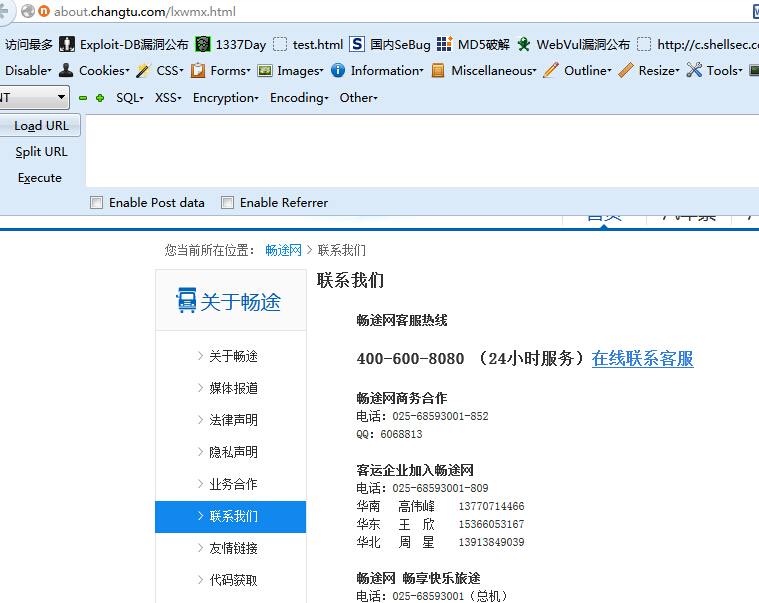 about.changtu.com/lxwmx.html
访问最多 Exploit-DB漏洞公布 1337Day test.html 国内SeBug MD5破解 WebVul漏洞公布 http://c.shellsec.co
Disable Cookies CSS Forms Images Information Miscellaneous Outline Resize Tools
NT SQL XSS Encryption Encoding Other
Load URL
Split URL
Execute
Enable Post data Enable Referrer
首页 汽车票
您当前所在位置： 畅途网 > 联系我们
关于畅途
> 关于畅途
> 媒体报道
> 法律声明
> 隐私声明
> 业务合作
> 联系我们
> 友情链接
> 代码获取
联系我们
畅途网客服热线
400-600-8080 （24小时服务）在线联系客服
畅途网商务合作
电话：025-68593001-852
QQ：6068813
客运企业加入畅途网
电话：025-68593001-809
华南 高伟峰 13770714466
华东 王 欣 15366053167
华北 周 星 13913849039
畅途网 畅享快乐旅途
电话：025-68593001（总机）